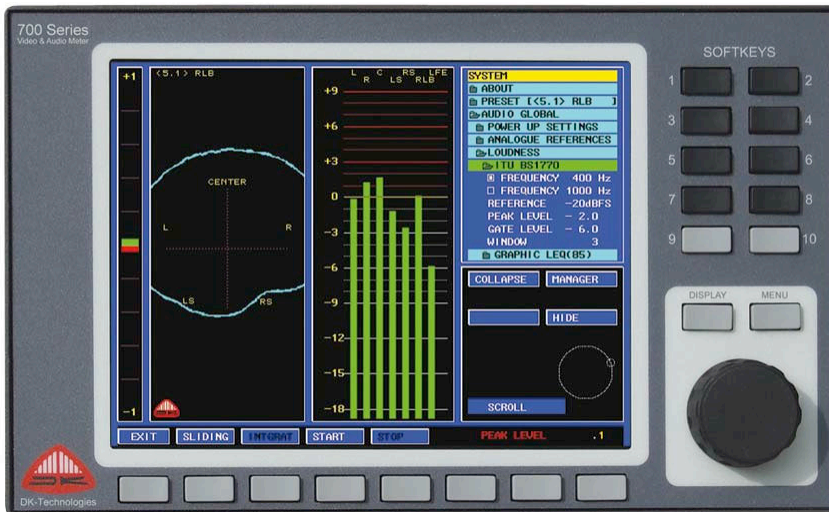 700 Series
Video & Audio Meter
SOFTKEYS
1
2
3
4
5
6
7
8
9
10
DISPLAY
MENU
+1
-1
<5.1> RLB
CENTER
L
R
LS
RS
L C RS LFE
R LS RLB
+9
+6
+3
0
-3
-6
-9
-12
-15
-18
SYSTEM
ABOUT
PRESET [<5.1> RLB ]
AUDIO GLOBAL
POWER UP SETTINGS
ANALOGUE REFERENCES
LOUDNESS
ITU BS1770
FREQUENCY 400 Hz
FREQUENCY 1000 Hz
REFERENCE -20dBFS
PEAK LEVEL - 2.0
GATE LEVEL - 6.0
WINDOW 3
GRAPHIC LEQ(85)
COLLAPSE MANAGER
HIDE
SCROLL
EXIT SLIDING INTGRAT START STOP PEAK LEVEL .1
DK-Technologies